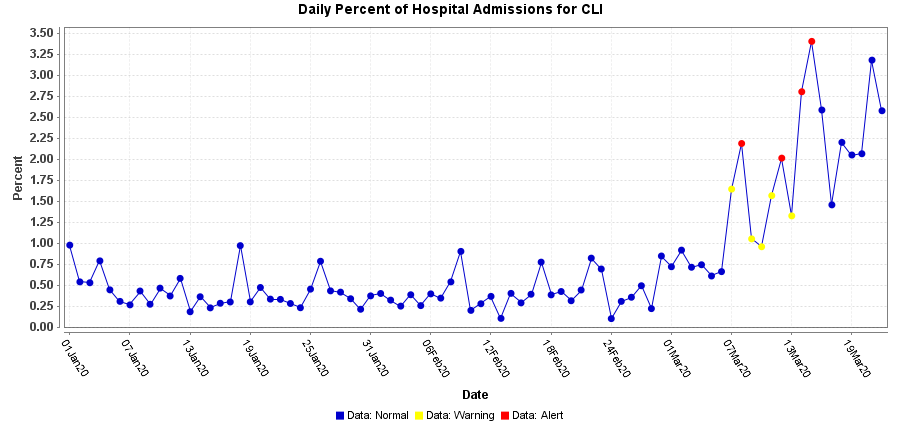 Daily Percent of Hospital Admissions for CLI
3.50
3.25
3.00
2.75
2.50
2.25
2.00
1.75
1.50
1.25
1.00
0.75
0.50
0.25
0.00
Percent
01Jan20
07Jan20
13Jan20
19Jan20
25Jan20
31Jan20
06Feb20
12Feb20
18Feb20
24Feb20
01Mar20
07Mar20
13Mar20
19Mar20
Date
Data: Normal Data: Warning Data: Alert